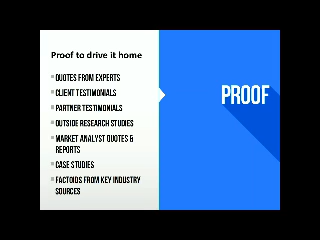 Proof to drive it home
QUOTES FROM EXPERTS
CLIENT TESTIMONIALS
PARTNER TESTIMONIALS
OUTSIDE RESEARCH STUDIES
MARKET ANALYST QUOTES &
REPORTS
CASE STUDIES
FACTOIDS FROM KEY INDUSTRY
SOURCES
PROOF